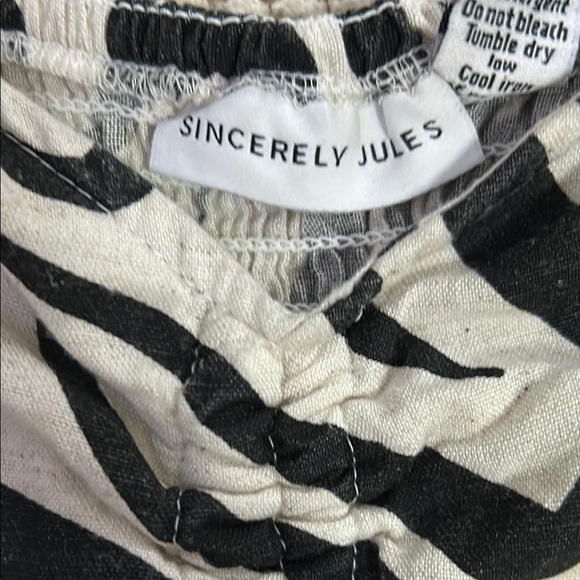 Do not bleach
Tumble dry
low
Cool iron
SINCERELY JULES